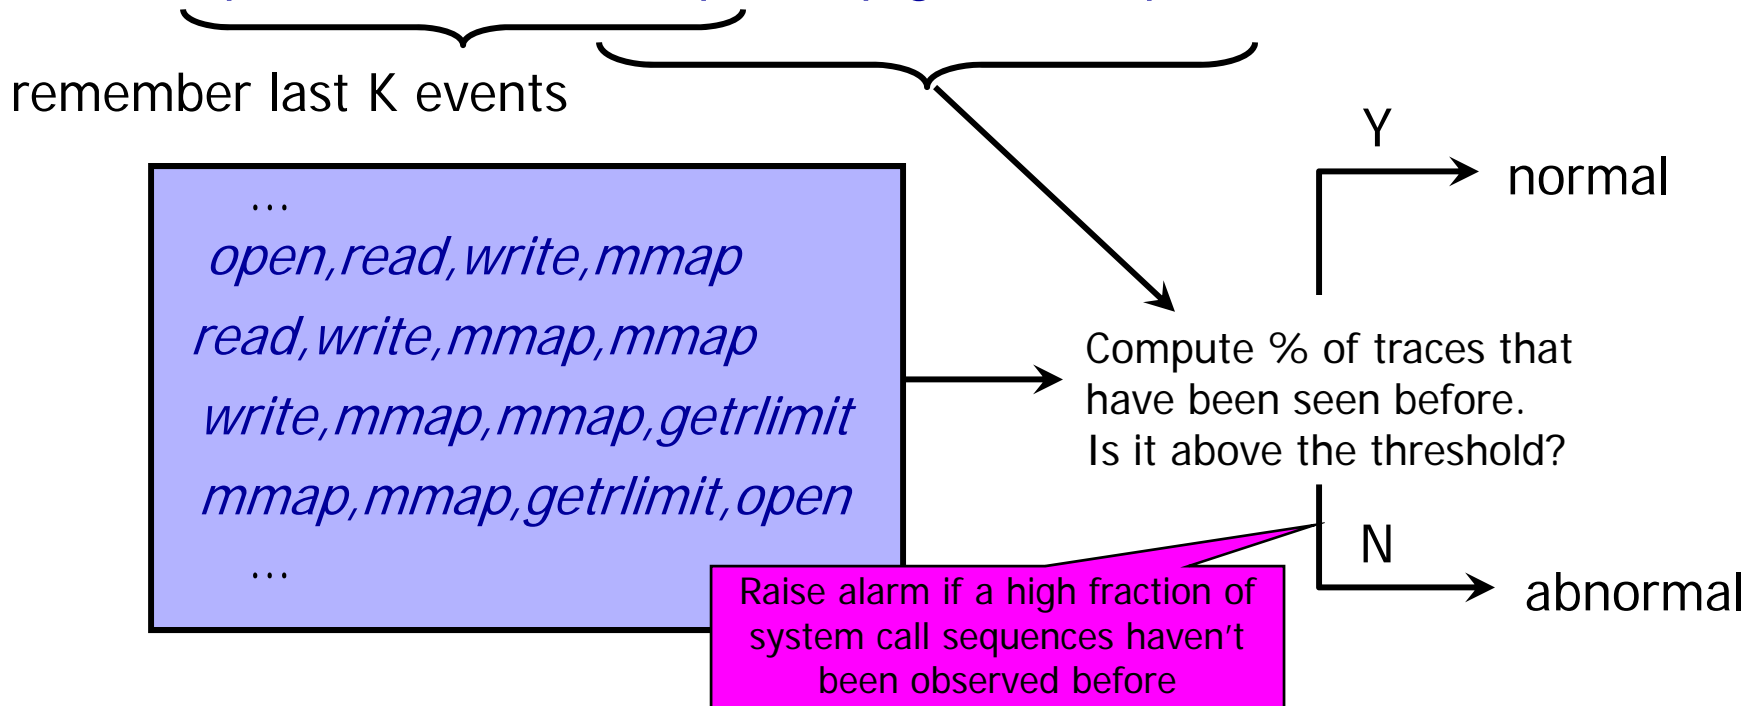 remember last K events
Y
normal
…
open,read,write,mmap
read,write,mmap,mmap
write,mmap,mmap,getrlimit
mmap,mmap,getrlimit,open
…
Compute % of traces that
have been seen before.
Is it above the threshold?
N
abnormal
Raise alarm if a high fraction of
system call sequences haven't
been observed before